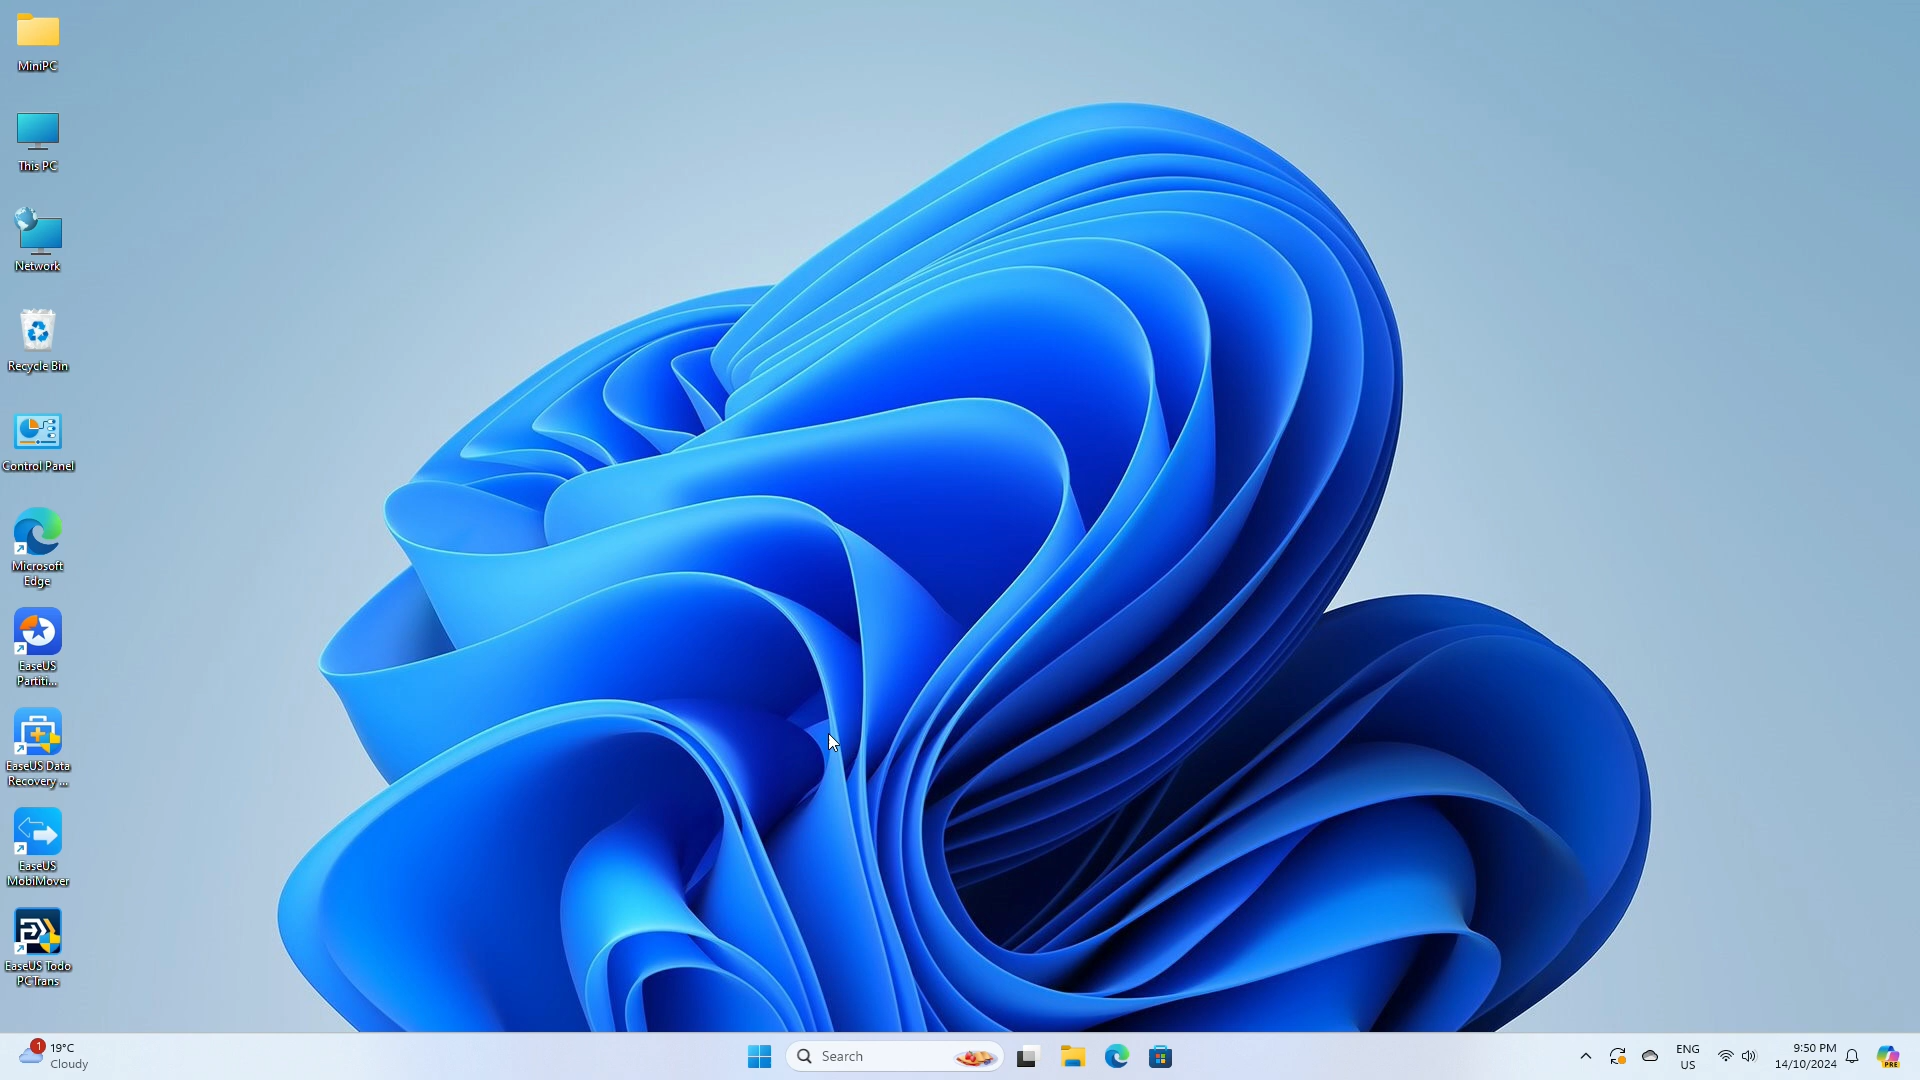 MiniPC
This PC
Network
Recycle Bin
Control Panel
Microsoft
Edge
EaseUS
Partiti...
EaseUS Data
Recovery ...
EaseUS
MobiMover
EaseUS Todo
PCTrans
1
19°C
Cloudy
Search
ENG
US
9:50 PM
14/10/2024
PRE